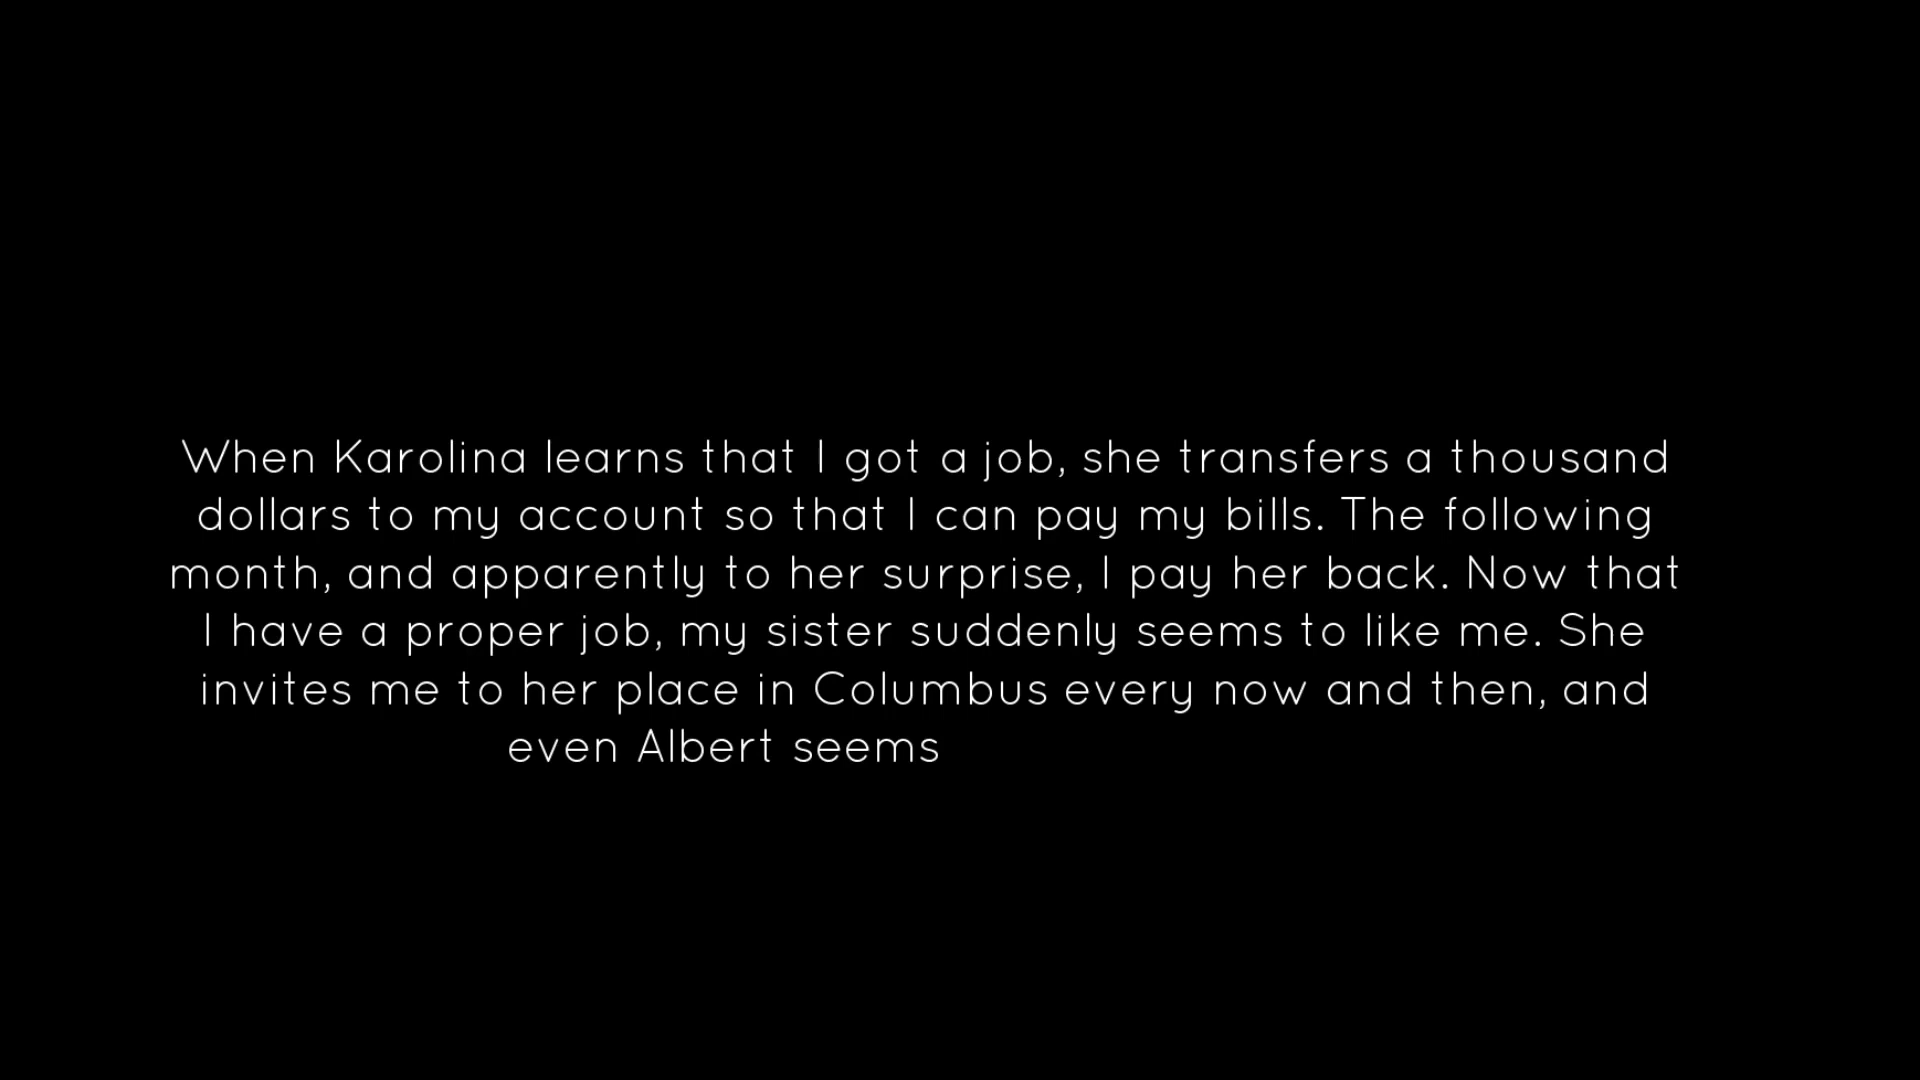 When Karolina learns that I got a job, she transfers a thousand
dollars to my account so that I can pay my bills. The following
month, and apparently to her surprise, I pay her back. Now that
I have a proper job, my sister suddenly seems to like me. She
invites me to her place in Columbus every now and then, and
even Albert seems